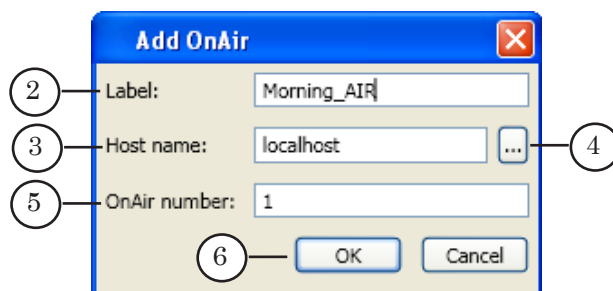 Add OnAir
2 Label: Morning_AIR
3 Host name: localhost ... 4
5 OnAir number: 1
6 OK Cancel